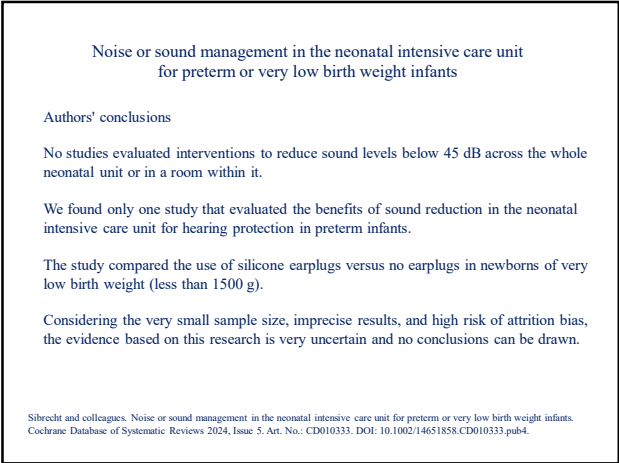 Noise or sound management in the neonatal intensive care unit
for preterm or very low birth weight infants
Authors' conclusions
No studies evaluated interventions to reduce sound levels below 45 dB across the whole
neonatal unit or in a room within it.
We found only one study that evaluated the benefits of sound reduction in the neonatal
intensive care unit for hearing protection in preterm infants.
The study compared the use of silicone earplugs versus no earplugs in newborns of very
low birth weight (less than 1500 g).
Considering the very small sample size, imprecise results, and high risk of attrition bias,
the evidence based on this research is very uncertain and no conclusions can be drawn.
Sibrecht and colleagues. Noise or sound management in the neonatal intensive care unit for preterm or very low birth weight infants.
Cochrane Database of Systematic Reviews 2024, Issue 5. Art. No.: CD010333. DOI: 10.1002/14651858.CD010333.pub4.